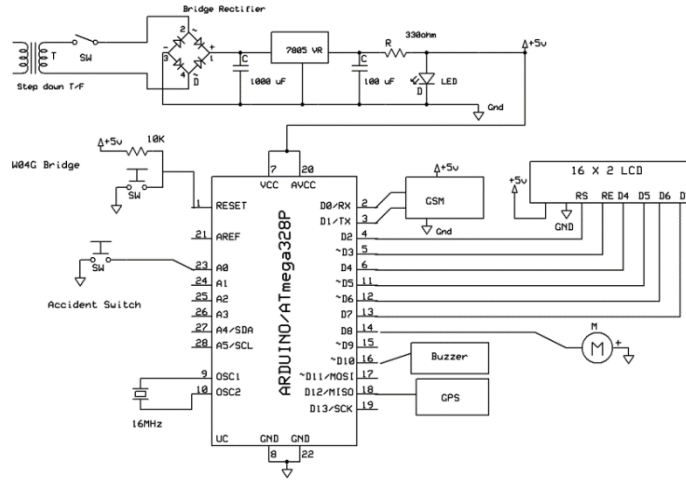 Bridge Rectifier
330ohm
R
+5v
SW
T
Step down T/F
2
~
-
+
3
1
4
~
D
C
1000 uF
7805 VR
C
100 uF
D
LED
Gnd
+5v
10K
W04G Bridge
SW
7 20
VCC AVCC
1 RESET
21 AREF
SW
Accident Switch
23 A0
24 A1
25 A2
26 A3
27 A4/SDA
28 A5/SCL
9 OSC1
10 OSC2
16MHz
UC
GND GND
8 22
ARDUINO/ATmega328P
D0/RX 2
D1/TX 3
D2 4
~D3 5
D4 6
~D5 11
~D6 12
D7 13
D8 14
~D9 15
~D10 16
~D11/MOSI 17
D12/MISO 18
D13/SCK 19
+5v
GSM
Gnd
16 X 2 LCD
+5v
GND
RS RE D4 D5 D6
M
M +
Buzzer
GPS